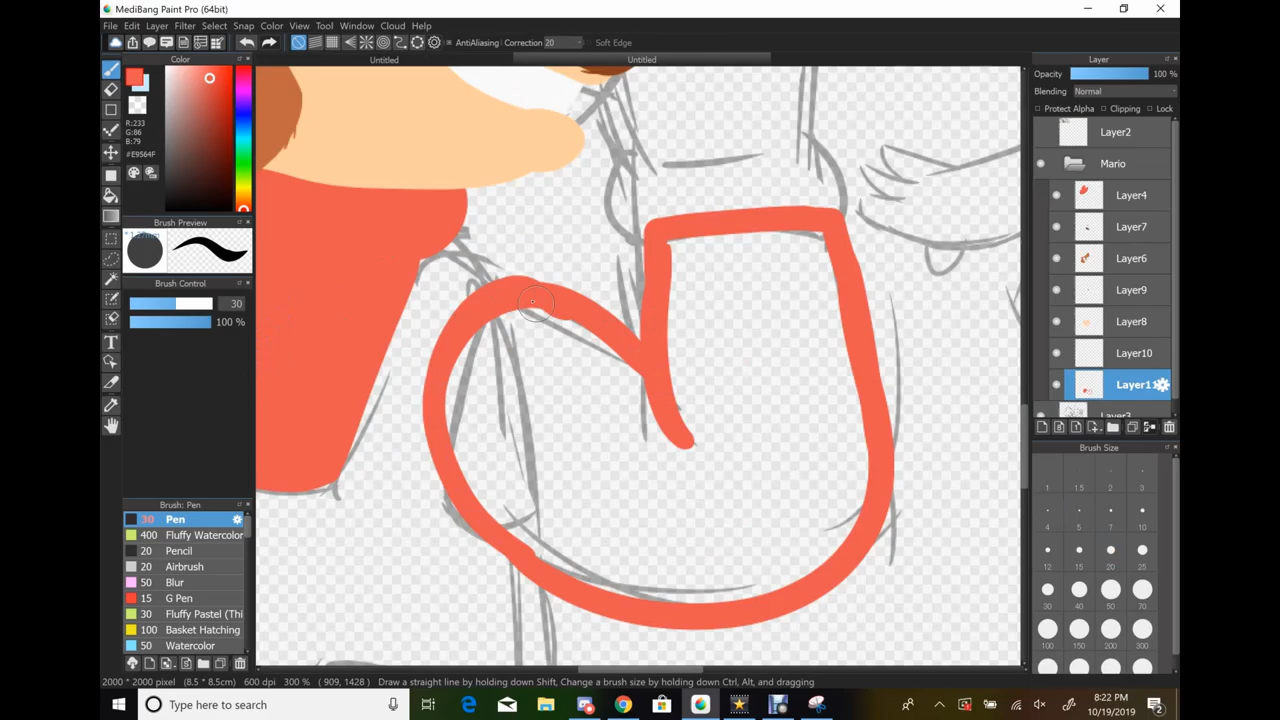 MediBang Paint Pro (64bit)
File Edit Layer Filter Select Snap Color View Tool Window Cloud Help
AntiAliasing Correction 20 Soft Edge
Color
Untitled
Untitled
R:233
G:86
B:79
#E9564F
Brush Preview
Brush Control
30
100 %
Brush: Pen
30 Pen
400 Fluffy Watercolor
20 Pencil
20 Airbrush
50 Blur
15 G Pen
30 Fluffy Pastel (Thi
100 Basket Hatching
50 Watercolor
Layer
Opacity 100 %
Blending Normal
Protect Alpha Clipping Lock
Layer2
Mario
Layer4
Layer7
Layer6
Layer9
Layer8
Layer10
Layer11
Layer3
Brush Size
1 1.5 2 3
4 5 7 10
12 15 20 25
30 40 50 70
100 150 200 300
2000 * 2000 pixel (8.5 * 8.5cm) 600 dpi 300 % ( 909, 1428 ) Draw a straight line by holding down Shift, Change a brush size by holding down Ctrl, Alt, and dragging
Type here to search
8:22 PM
10/19/2019
2